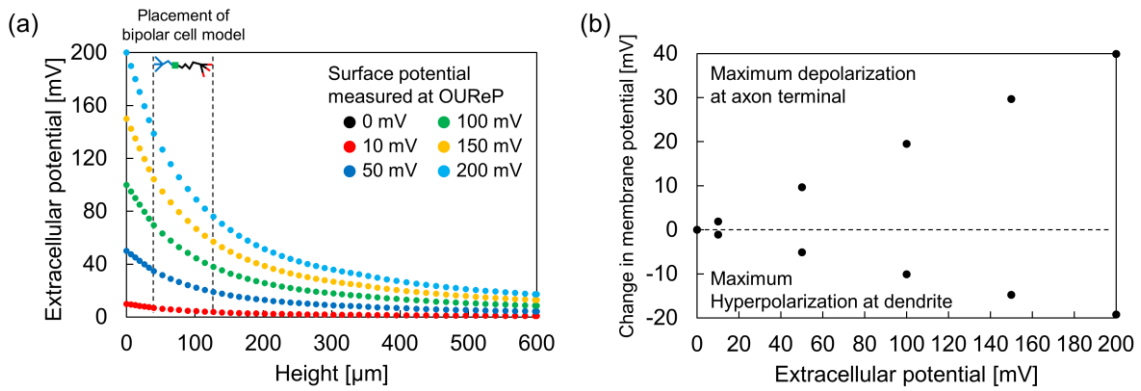 (a)
Placement of
bipolar cell model
Extracellular potential [mV]
200
160
120
80
40
0
Surface potential
measured at OUReP
0 mV
100 mV
10 mV
150 mV
50 mV
200 mV
0
100
200
300
400
500
600
Height [µm]
(b)
Change in membrane potential [mV]
40
30
20
10
0
-10
-20
Maximum depolarization
at axon terminal
Maximum
Hyperpolarization at dendrite
0
20
40
60
80
100
120
140
160
180
200
Extracellular potential [mV]